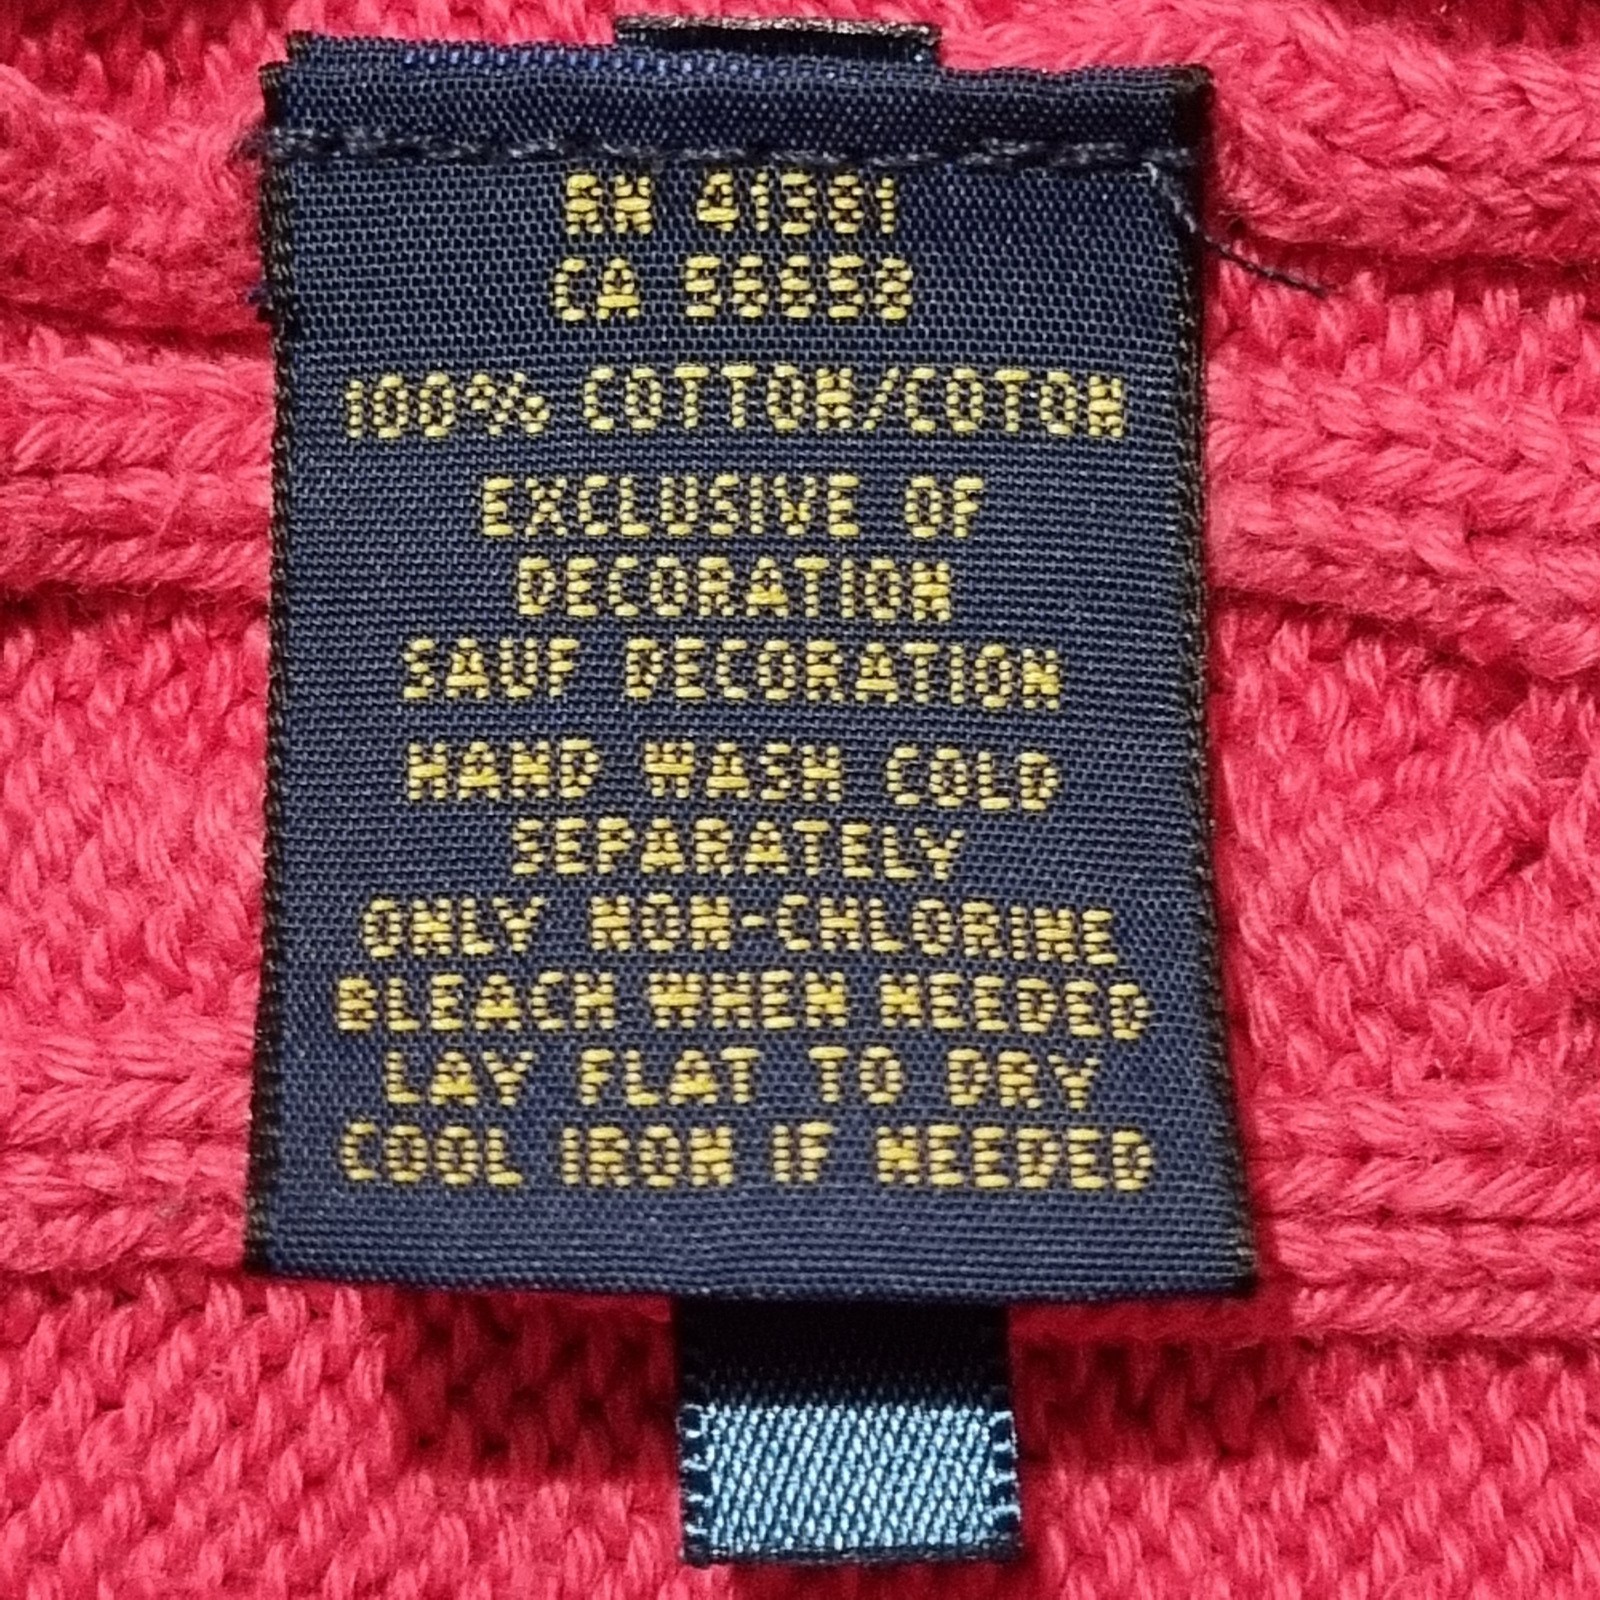 RN 41381
CA 56658
100% COTTON/COTON
EXCLUSIVE OF
DECORATION
SAUF DECORATION
HAND WASH COLD
SEPARATELY
ONLY NON-CHLORINE
BLEACH WHEN NEEDED
LAY FLAT TO DRY
COOL IRON IF NEEDED